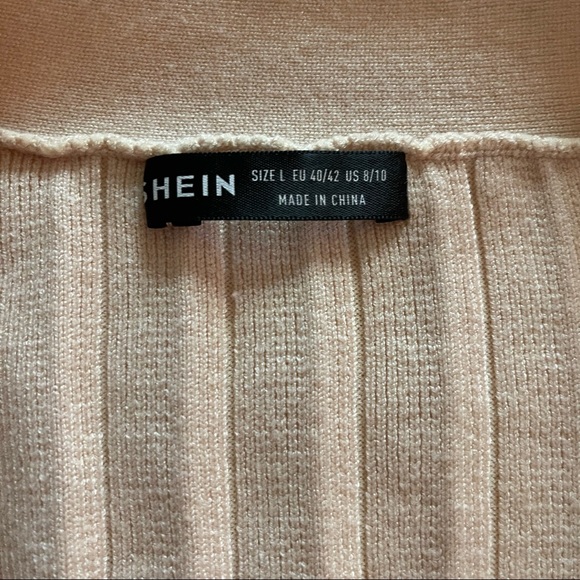 SHEIN
SIZE L EU 40/42 US 8/10
MADE IN CHINA